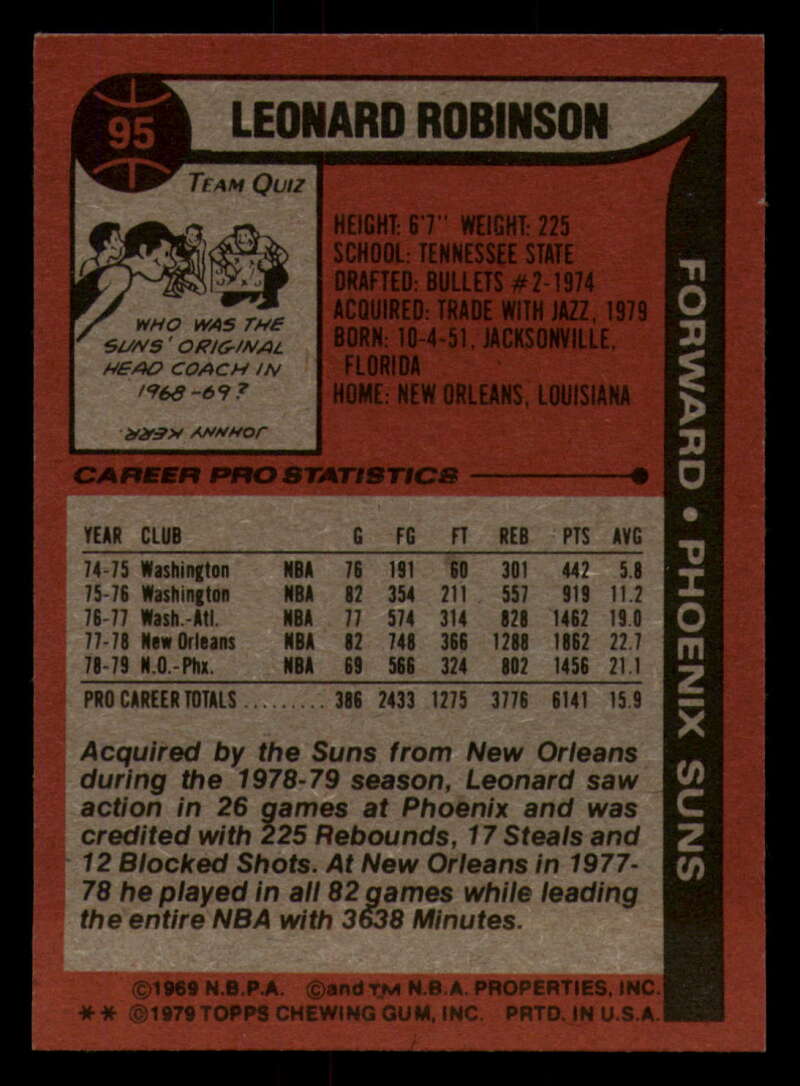 95
LEONARD ROBINSON
TEAM QUIZ
WHO WAS THE
SUNS' ORIGINAL
HEAD COACH IN
1968-69?
JOHNNY KERR
HEIGHT: 6'7" WEIGHT: 225
SCHOOL: TENNESSEE STATE
DRAFTED: BULLETS #2-1974
ACQUIRED: TRADE WITH JAZZ, 1979
BORN: 10-4-51, JACKSONVILLE,
FLORIDA
HOME: NEW ORLEANS, LOUISIANA
FORWARD • PHOENIX SUNS
CAREER PRO STATISTICS
YEAR CLUB G FG FT REB PTS AVG
74-75 Washington NBA 76 191 60 301 442 5.8
75-76 Washington NBA 82 354 211 557 919 11.2
76-77 Wash.-Atl. NBA 77 574 314 828 1462 19.0
77-78 New Orleans NBA 82 748 366 1288 1862 22.7
78-79 N.O.-Phx. NBA 69 566 324 802 1456 21.1
PRO CAREER TOTALS ......... 386 2433 1275 3776 6141 15.9
Acquired by the Suns from New Orleans
during the 1978-79 season, Leonard saw
action in 26 games at Phoenix and was
credited with 225 Rebounds, 17 Steals and
12 Blocked Shots. At New Orleans in 1977-
78 he played in all 82 games while leading
the entire NBA with 3638 Minutes.
©1969 N.B.P.A. ©and TM N.B.A. PROPERTIES, INC.
** ©1979 TOPPS CHEWING GUM, INC. PRTD. IN U.S.A.